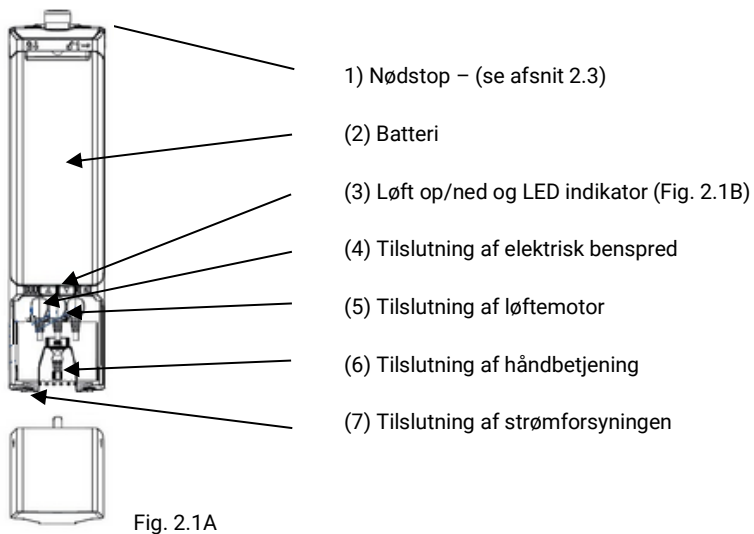 1) Nødstop – (se afsnit 2.3)
(2) Batteri
(3) Løft op/ned og LED indikator (Fig. 2.1B)
(4) Tilslutning af elektrisk benspred
(5) Tilslutning af løftemotor
(6) Tilslutning af håndbetjening
(7) Tilslutning af strømforsyningen
Fig. 2.1A